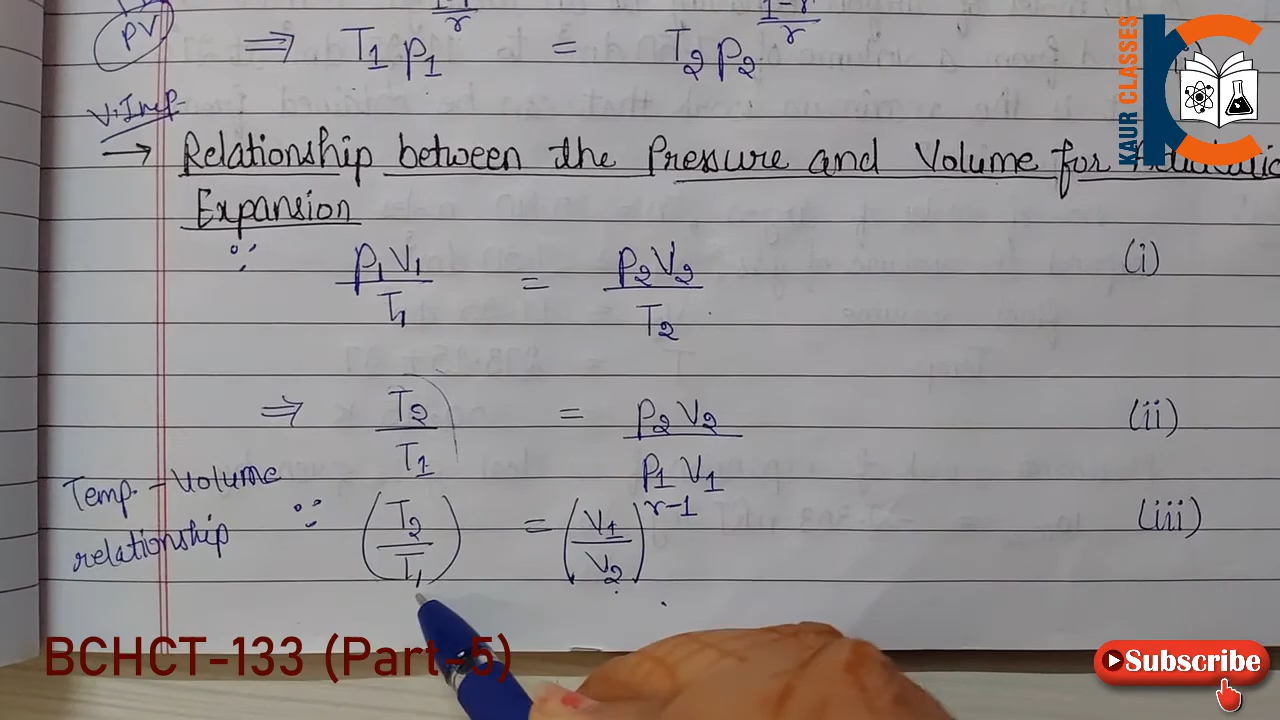 PV
⇒ T1 P1^(1-r)/r = T2 P2^(1-r)/r
KAUR CLASSES
V.Imp.
→ Relationship between the Pressure and Volume for Adiabatic
Expansion
∵ P1V1/T1 = P2V2/T2 (i)
⇒ T2/T1 = P2V2/P1V1 (ii)
Temp. - Volume
relationship ∵ (T2/T1) = (V1/V2)^r-1 (iii)
BCHCT-133 (Part-5)
Subscribe